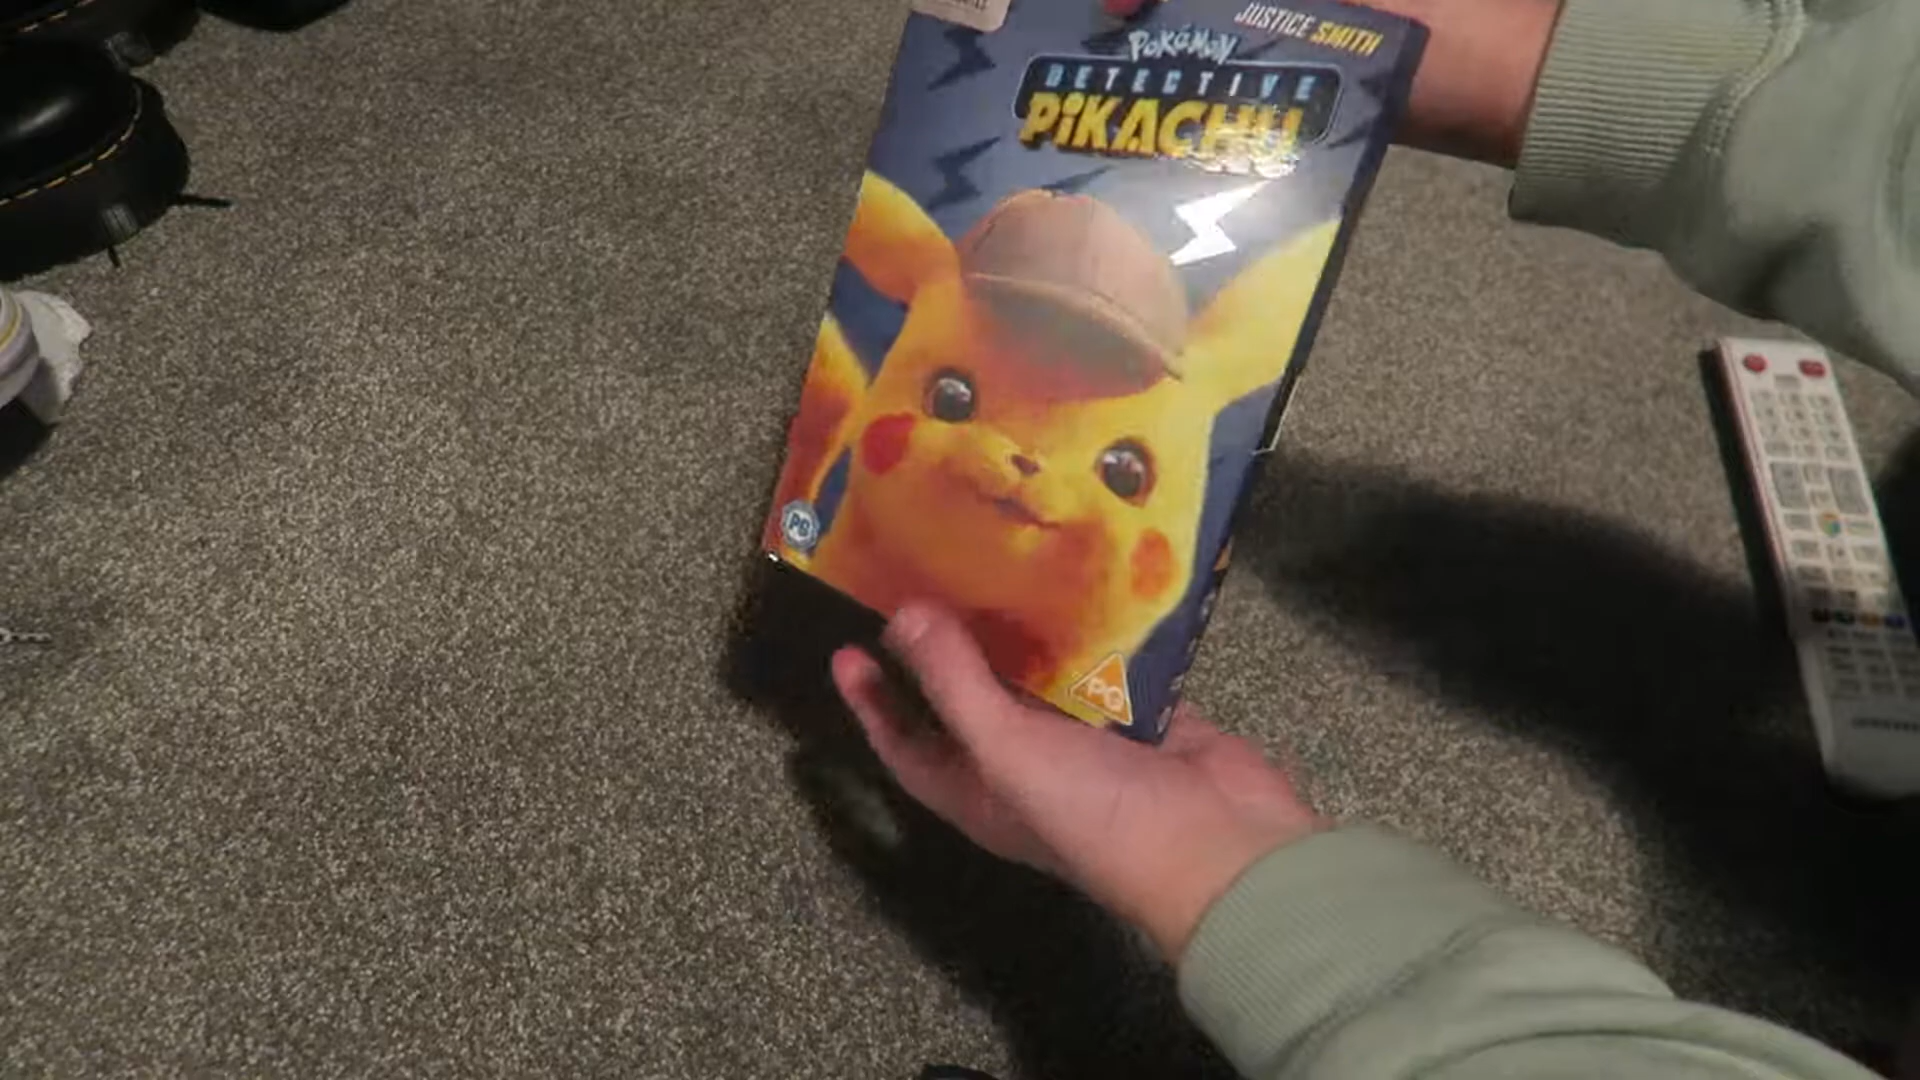 JUSTICE SMITH
POKéMON
DETECTIVE
PIKACHU
PG
PG